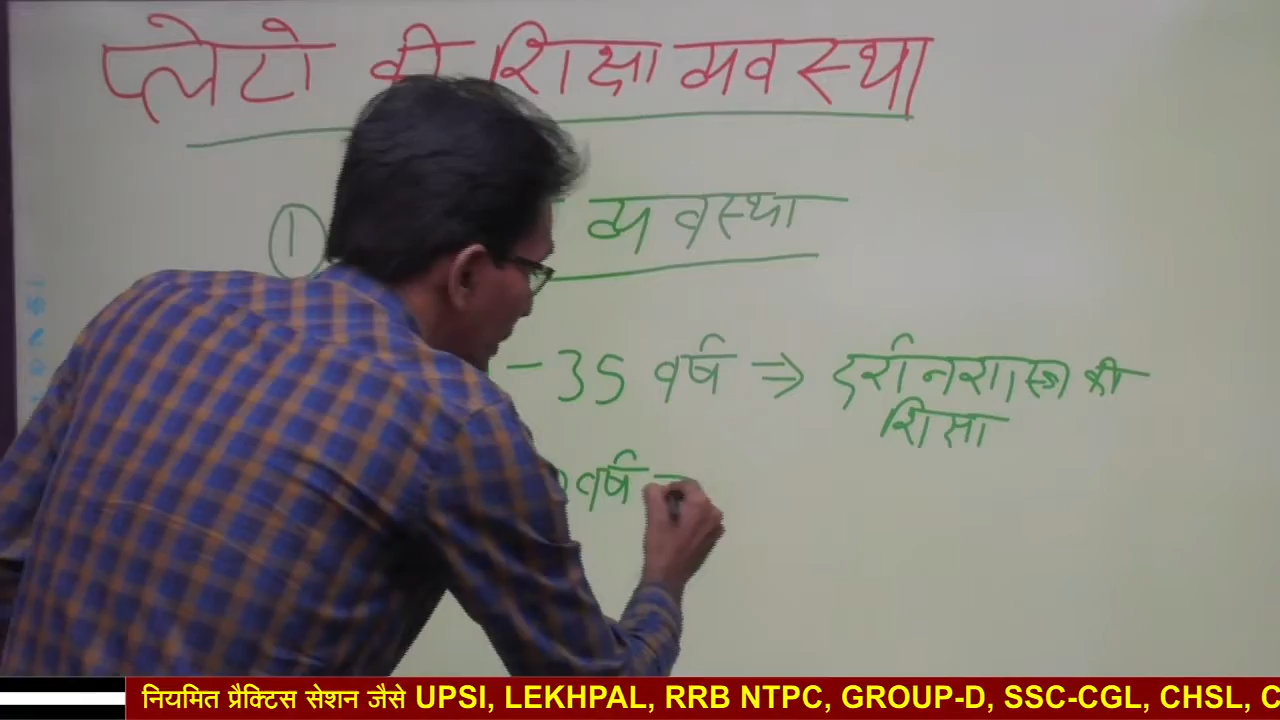 प्लेटो की शिक्षा व्यवस्था
① व्यवस्था
- 35 वर्ष ⇒ दर्शनशास्त्र की
शिक्षा
वर्ष
नियमित प्रैक्टिस सेशन जैसे UPSI, LEKHPAL, RRB NTPC, GROUP-D, SSC-CGL, CHSL, C